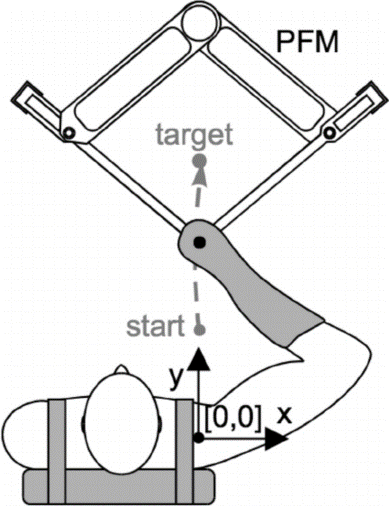 PFM
target
start
y
[0,0] x